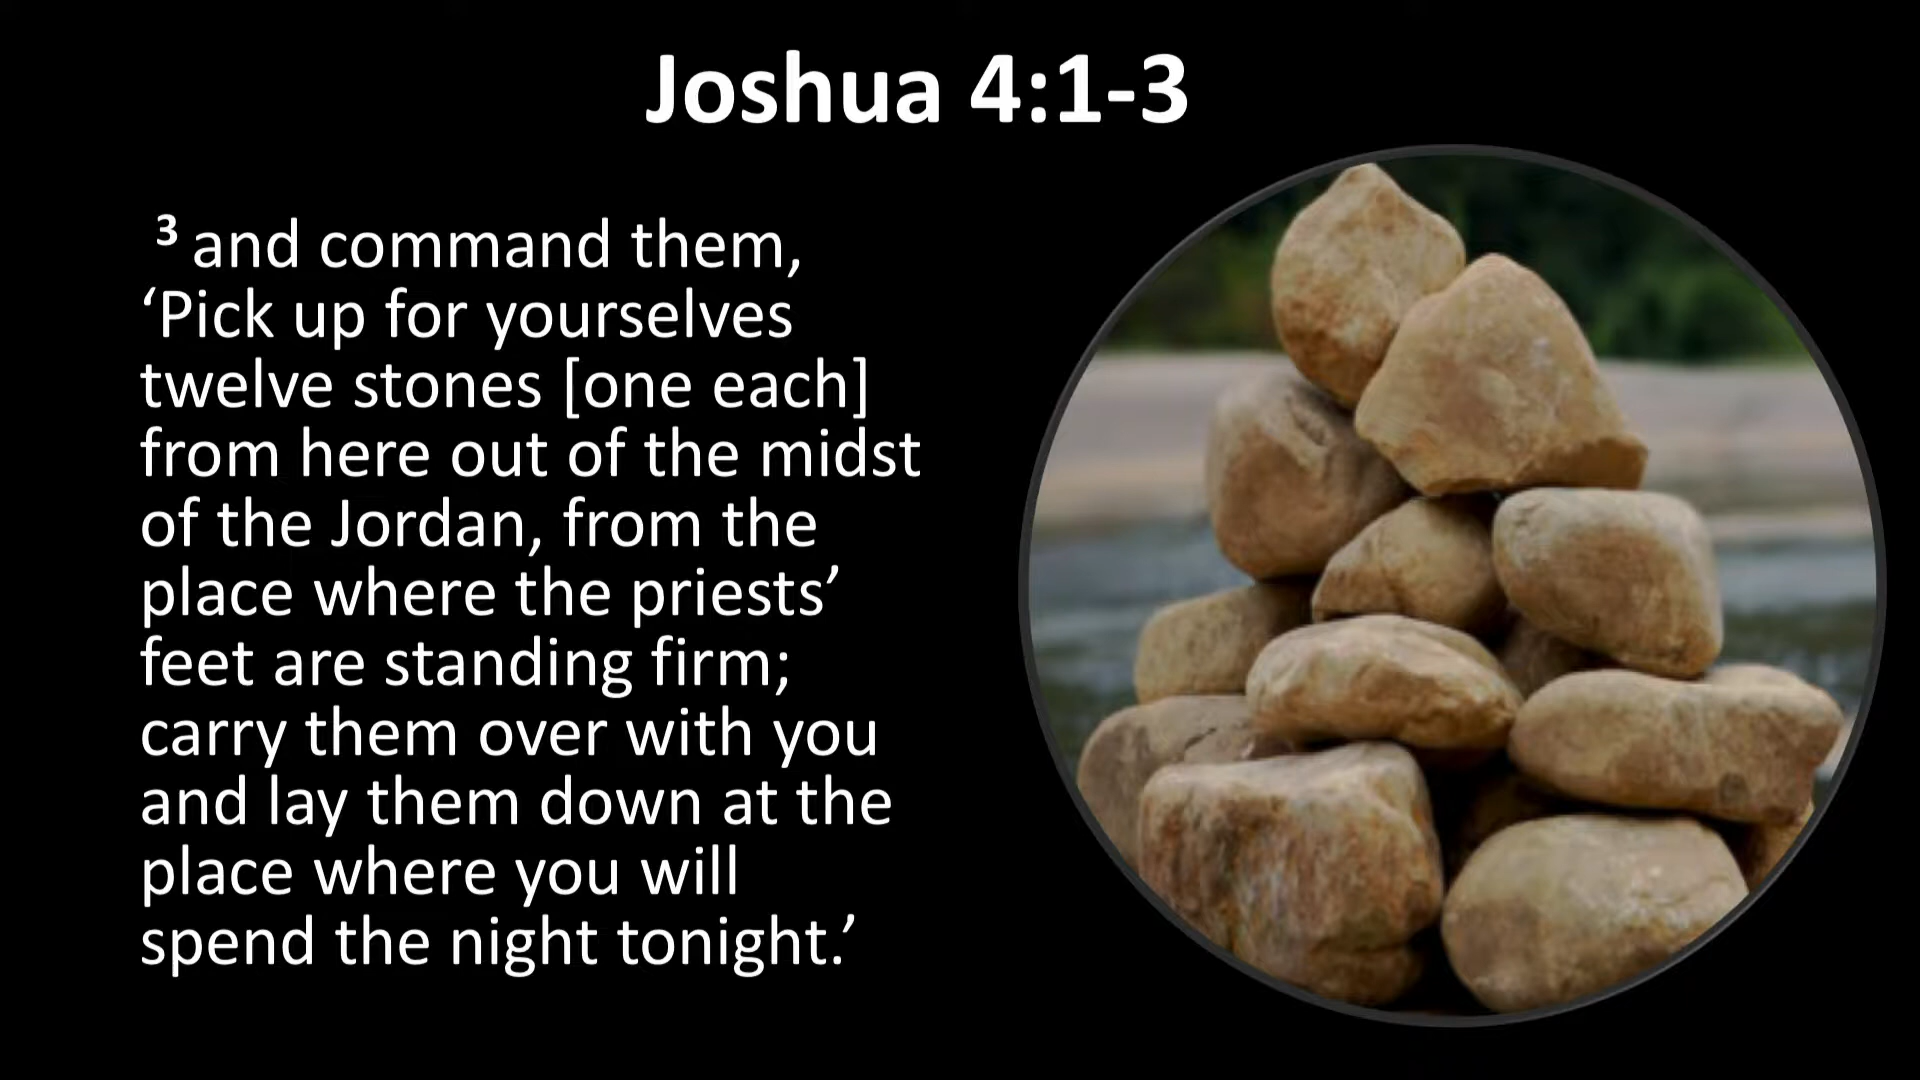 Joshua 4:1-3
³ and command them,
‘Pick up for yourselves
twelve stones [one each]
from here out of the midst
of the Jordan, from the
place where the priests’
feet are standing firm;
carry them over with you
and lay them down at the
place where you will
spend the night tonight.’